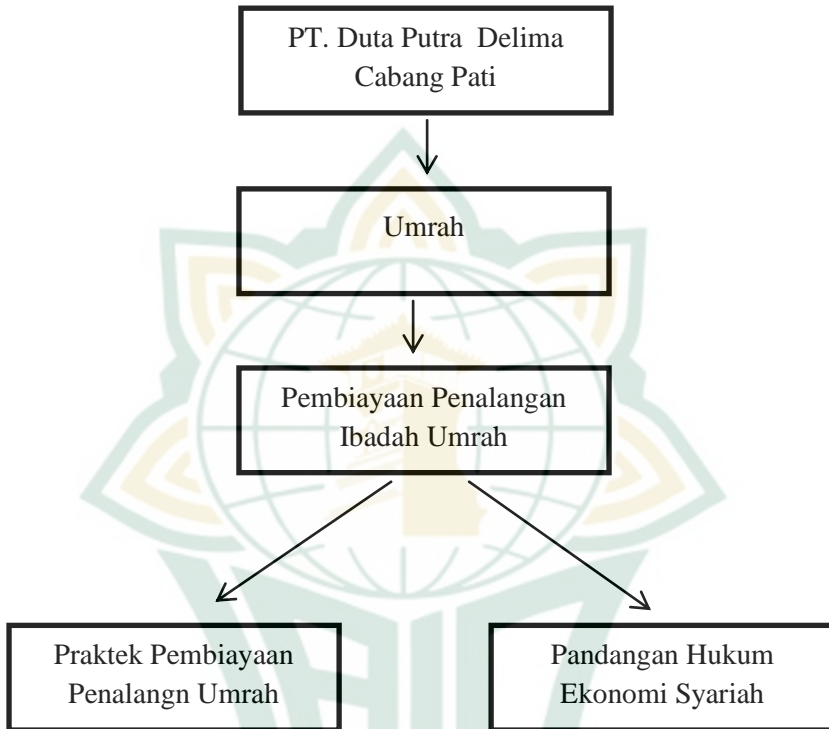 PT. Duta Putra Delima
Cabang Pati
Umrah
Pembiayaan Penalangan
Ibadah Umrah
Praktek Pembiayaan
Penalangn Umrah
Pandangan Hukum
Ekonomi Syariah
IAIN